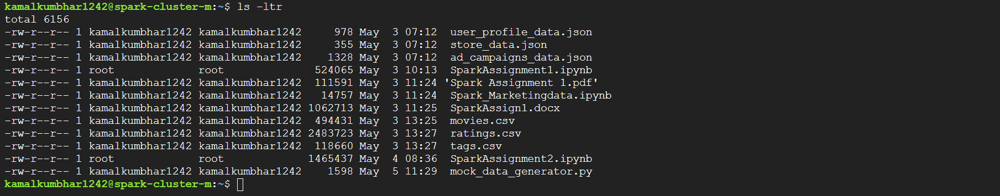 kamalkumbhar1242@spark-cluster-m:~$ ls -ltr
total 6156
-rw-r--r-- 1 kamalkumbhar1242 kamalkumbhar1242     978 May  3 07:12  user_profile_data.json
-rw-r--r-- 1 kamalkumbhar1242 kamalkumbhar1242     355 May  3 07:12  store_data.json
-rw-r--r-- 1 kamalkumbhar1242 kamalkumbhar1242    1328 May  3 07:12  ad_campaigns_data.json
-rw-r--r-- 1 root             root              524065 May  3 10:13  SparkAssignment1.ipynb
-rw-r--r-- 1 kamalkumbhar1242 kamalkumbhar1242  111591 May  3 11:24 'Spark Assignment 1.pdf'
-rw-r--r-- 1 kamalkumbhar1242 kamalkumbhar1242   14757 May  3 11:24  Spark_Marketingdata.ipynb
-rw-r--r-- 1 kamalkumbhar1242 kamalkumbhar1242 1062713 May  3 11:25  SparkAssign1.docx
-rw-r--r-- 1 kamalkumbhar1242 kamalkumbhar1242  494431 May  3 13:25  movies.csv
-rw-r--r-- 1 kamalkumbhar1242 kamalkumbhar1242 2483723 May  3 13:27  ratings.csv
-rw-r--r-- 1 kamalkumbhar1242 kamalkumbhar1242  118660 May  3 13:27  tags.csv
-rw-r--r-- 1 root             root             1465437 May  4 08:36  SparkAssignment2.ipynb
-rw-r--r-- 1 kamalkumbhar1242 kamalkumbhar1242    1598 May  5 11:29  mock_data_generator.py
kamalkumbhar1242@spark-cluster-m:~$